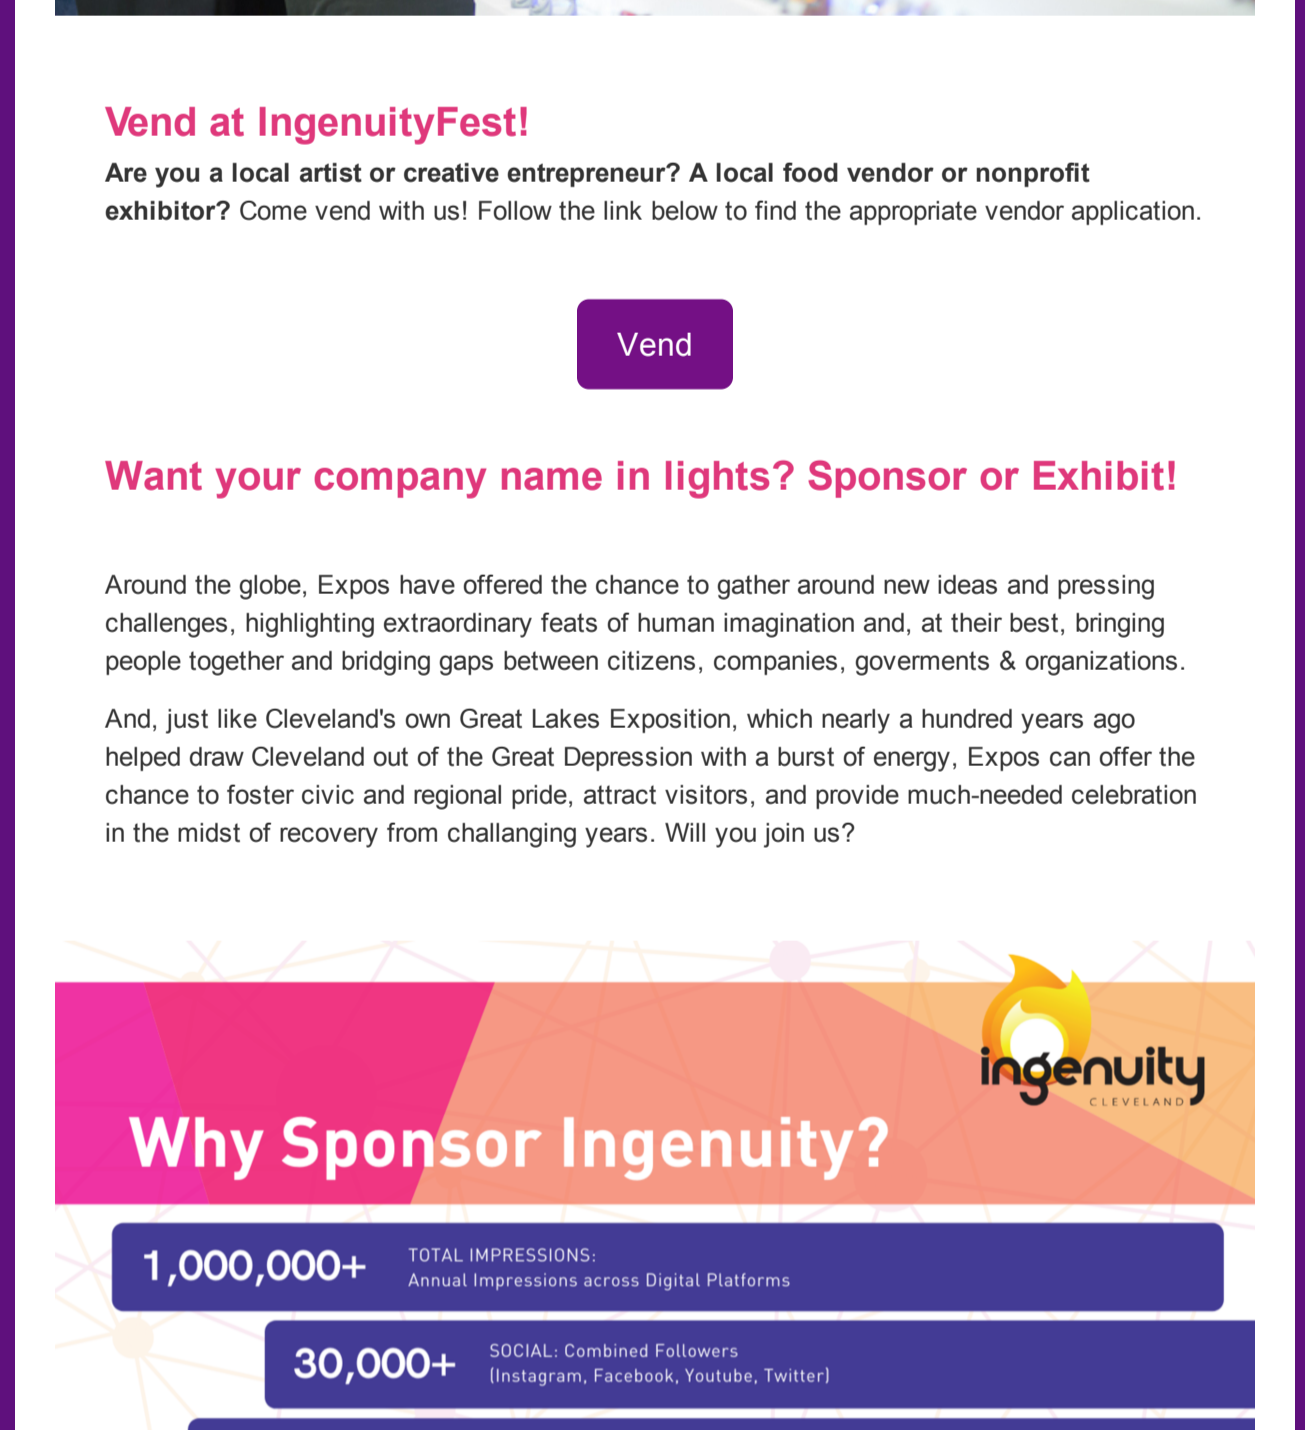 Vend at IngenuityFest!
Are you a local artist or creative entrepreneur? A local food vendor or nonprofit
exhibitor? Come vend with us! Follow the link below to find the appropriate vendor application.
Vend
Want your company name in lights? Sponsor or Exhibit!
Around the globe, Expos have offered the chance to gather around new ideas and pressing
challenges, highlighting extraordinary feats of human imagination and, at their best, bringing
people together and bridging gaps between citizens, companies, goverments & organizations.
And, just like Cleveland's own Great Lakes Exposition, which nearly a hundred years ago
helped draw Cleveland out of the Great Depression with a burst of energy, Expos can offer the
chance to foster civic and regional pride, attract visitors, and provide much-needed celebration
in the midst of recovery from challanging years. Will you join us?
ingenuity
CLEVELAND
Why Sponsor Ingenuity?
1,000,000+
TOTAL IMPRESSIONS:
Annual Impressions across Digital Platforms
30,000+
SOCIAL: Combined Followers
(Instagram, Facebook, Youtube, Twitter)